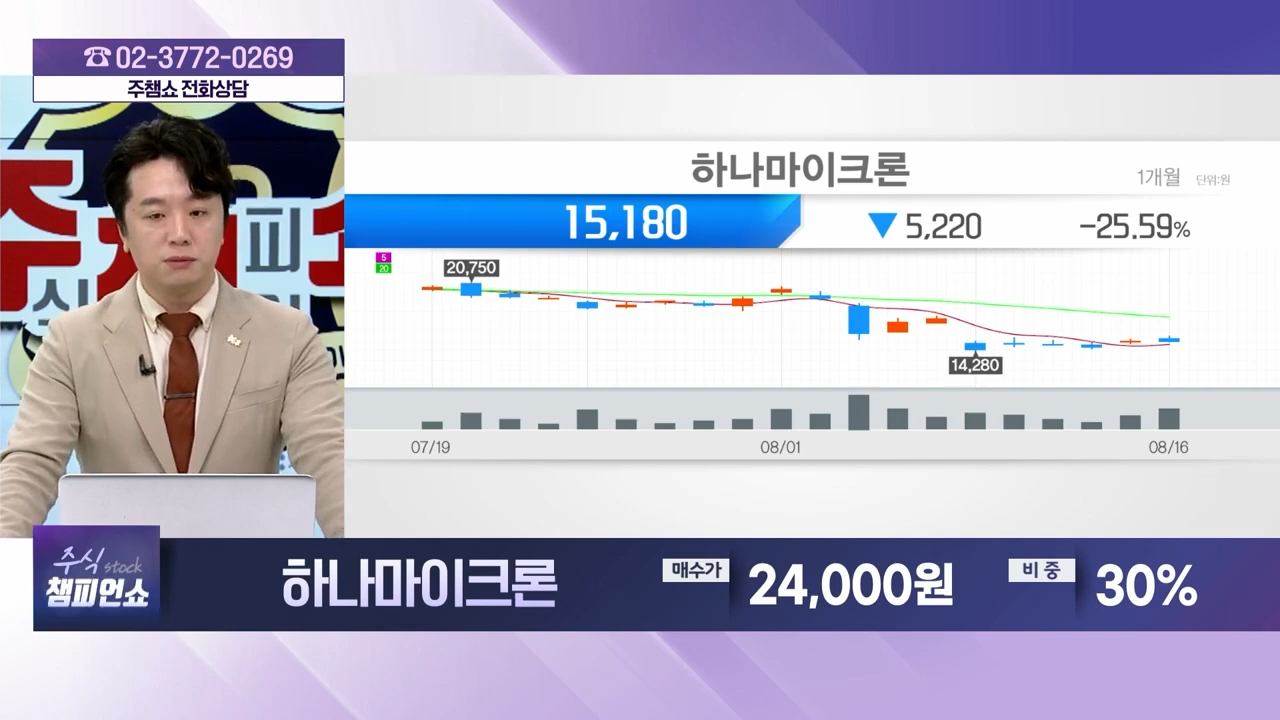 ☎02-3772-0269
주챔쇼 전화상담
피
하나마이크론
1개월 단위:원
15,180 ▼ 5,220 -25.59%
5
20
20,750
14,280
07/19 08/01 08/16
주식 stock
챔피언쇼
하나마이크론 매수가 24,000원 비중 30%